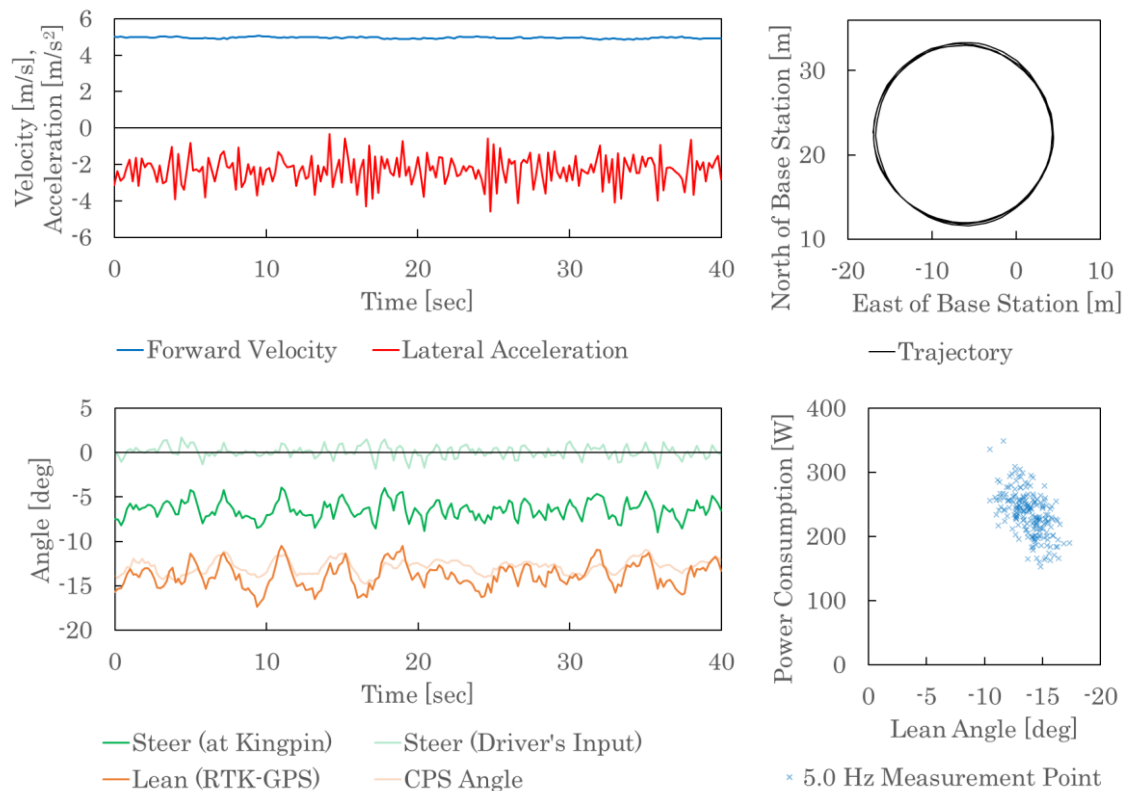 Velocity [m/s],
Acceleration [m/s²]
6
4
2
0
-2
-4
-6
0 10 20 30 40
Time [sec]
Forward Velocity Lateral Acceleration
North of Base Station [m]
30
20
10
-20 -10 0 10
East of Base Station [m]
Trajectory
Angle [deg]
5
0
-5
-10
-15
-20
0 10 20 30 40
Time [sec]
Steer (at Kingpin) Steer (Driver's Input)
Lean (RTK-GPS) CPS Angle
Power Consumption [W]
400
300
200
100
0
0 -5 -10 -15 -20
Lean Angle [deg]
5.0 Hz Measurement Point